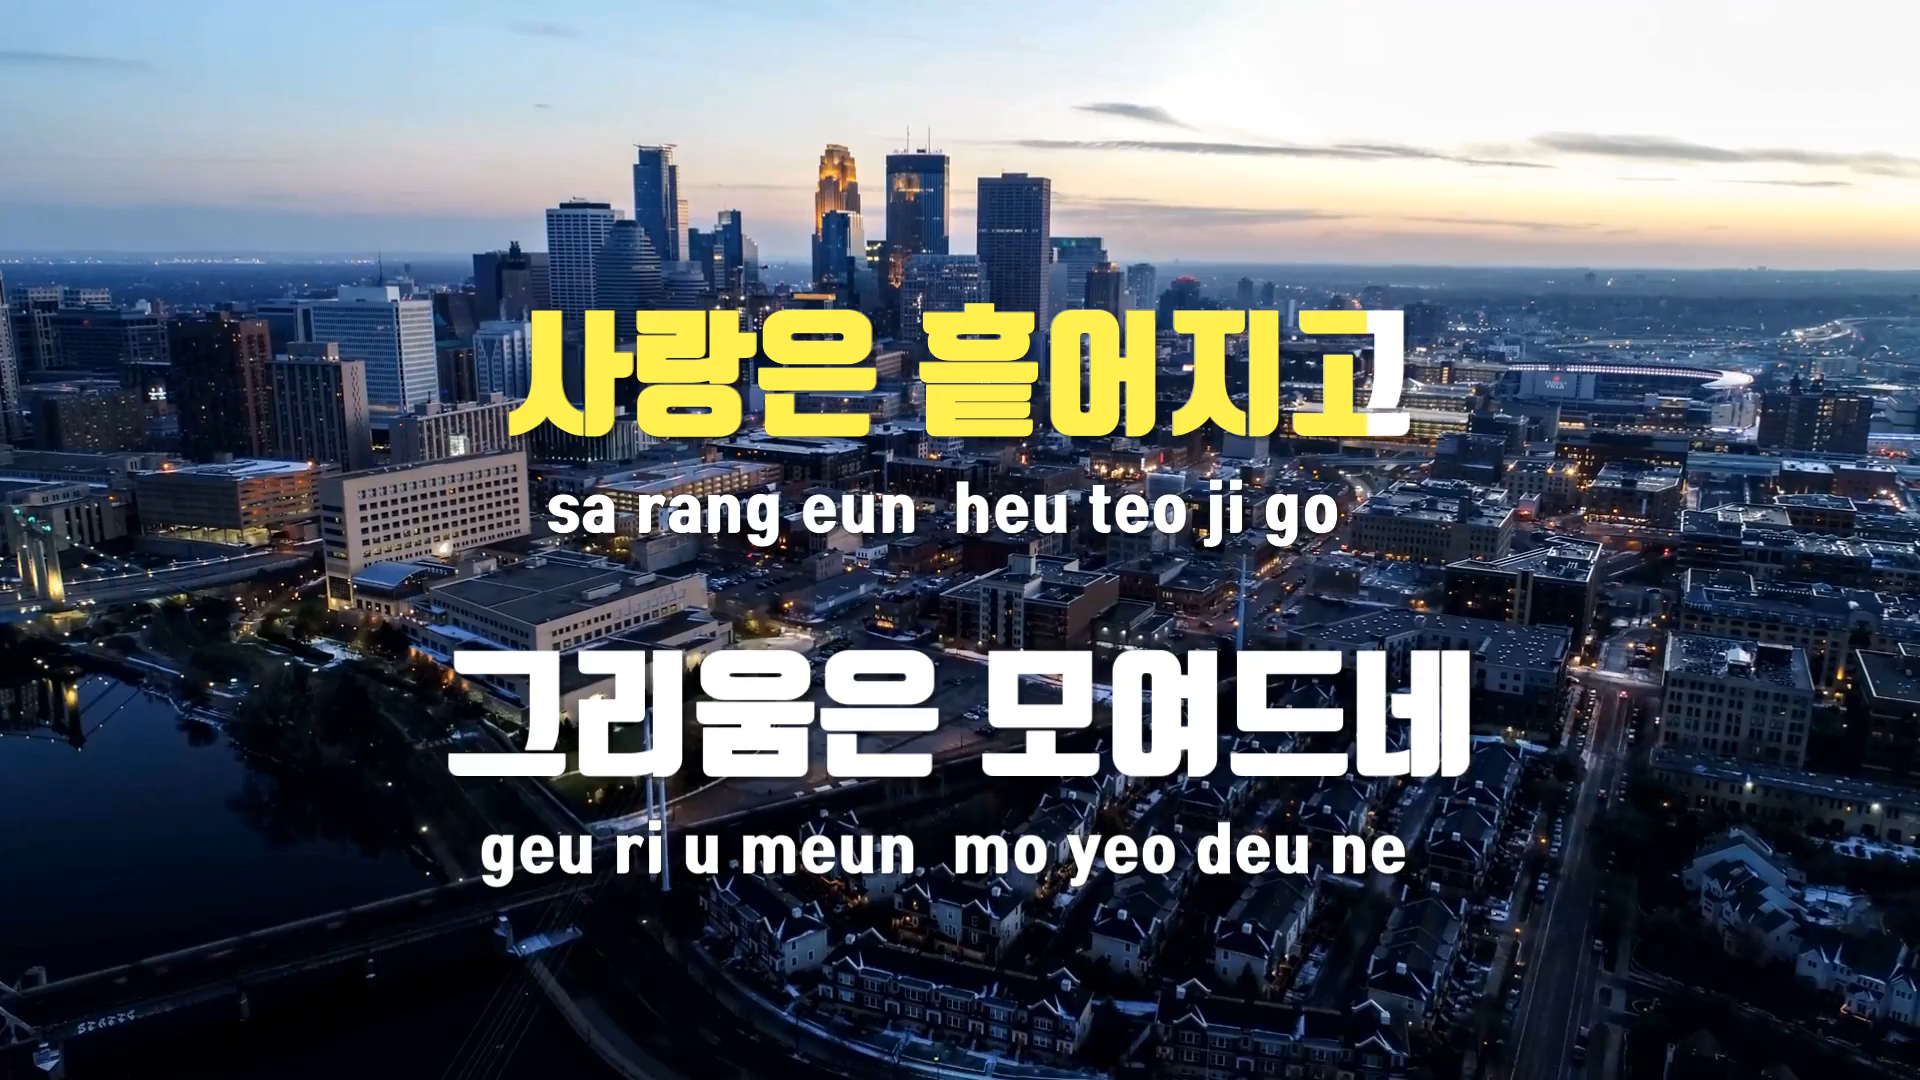 사랑은 흩어지고
sa rang eun heu teo ji go
그리움은 모여드네
geu ri u meun mo yeo deu ne